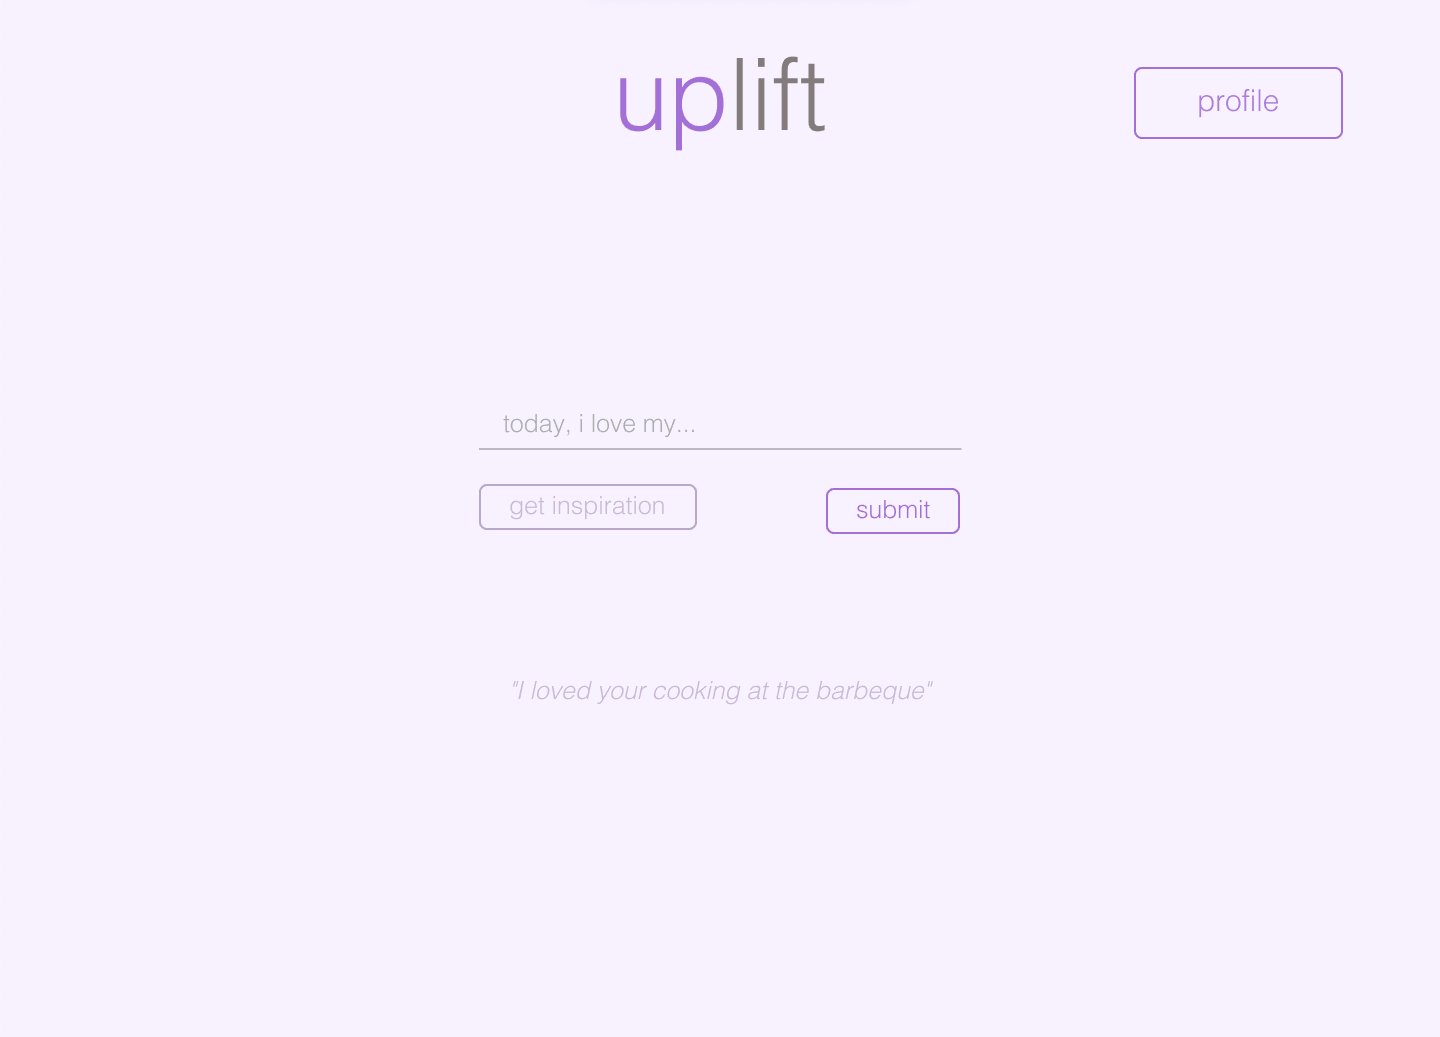 uplift
profile
today, i love my...
get inspiration
submit
"I loved your cooking at the barbeque"